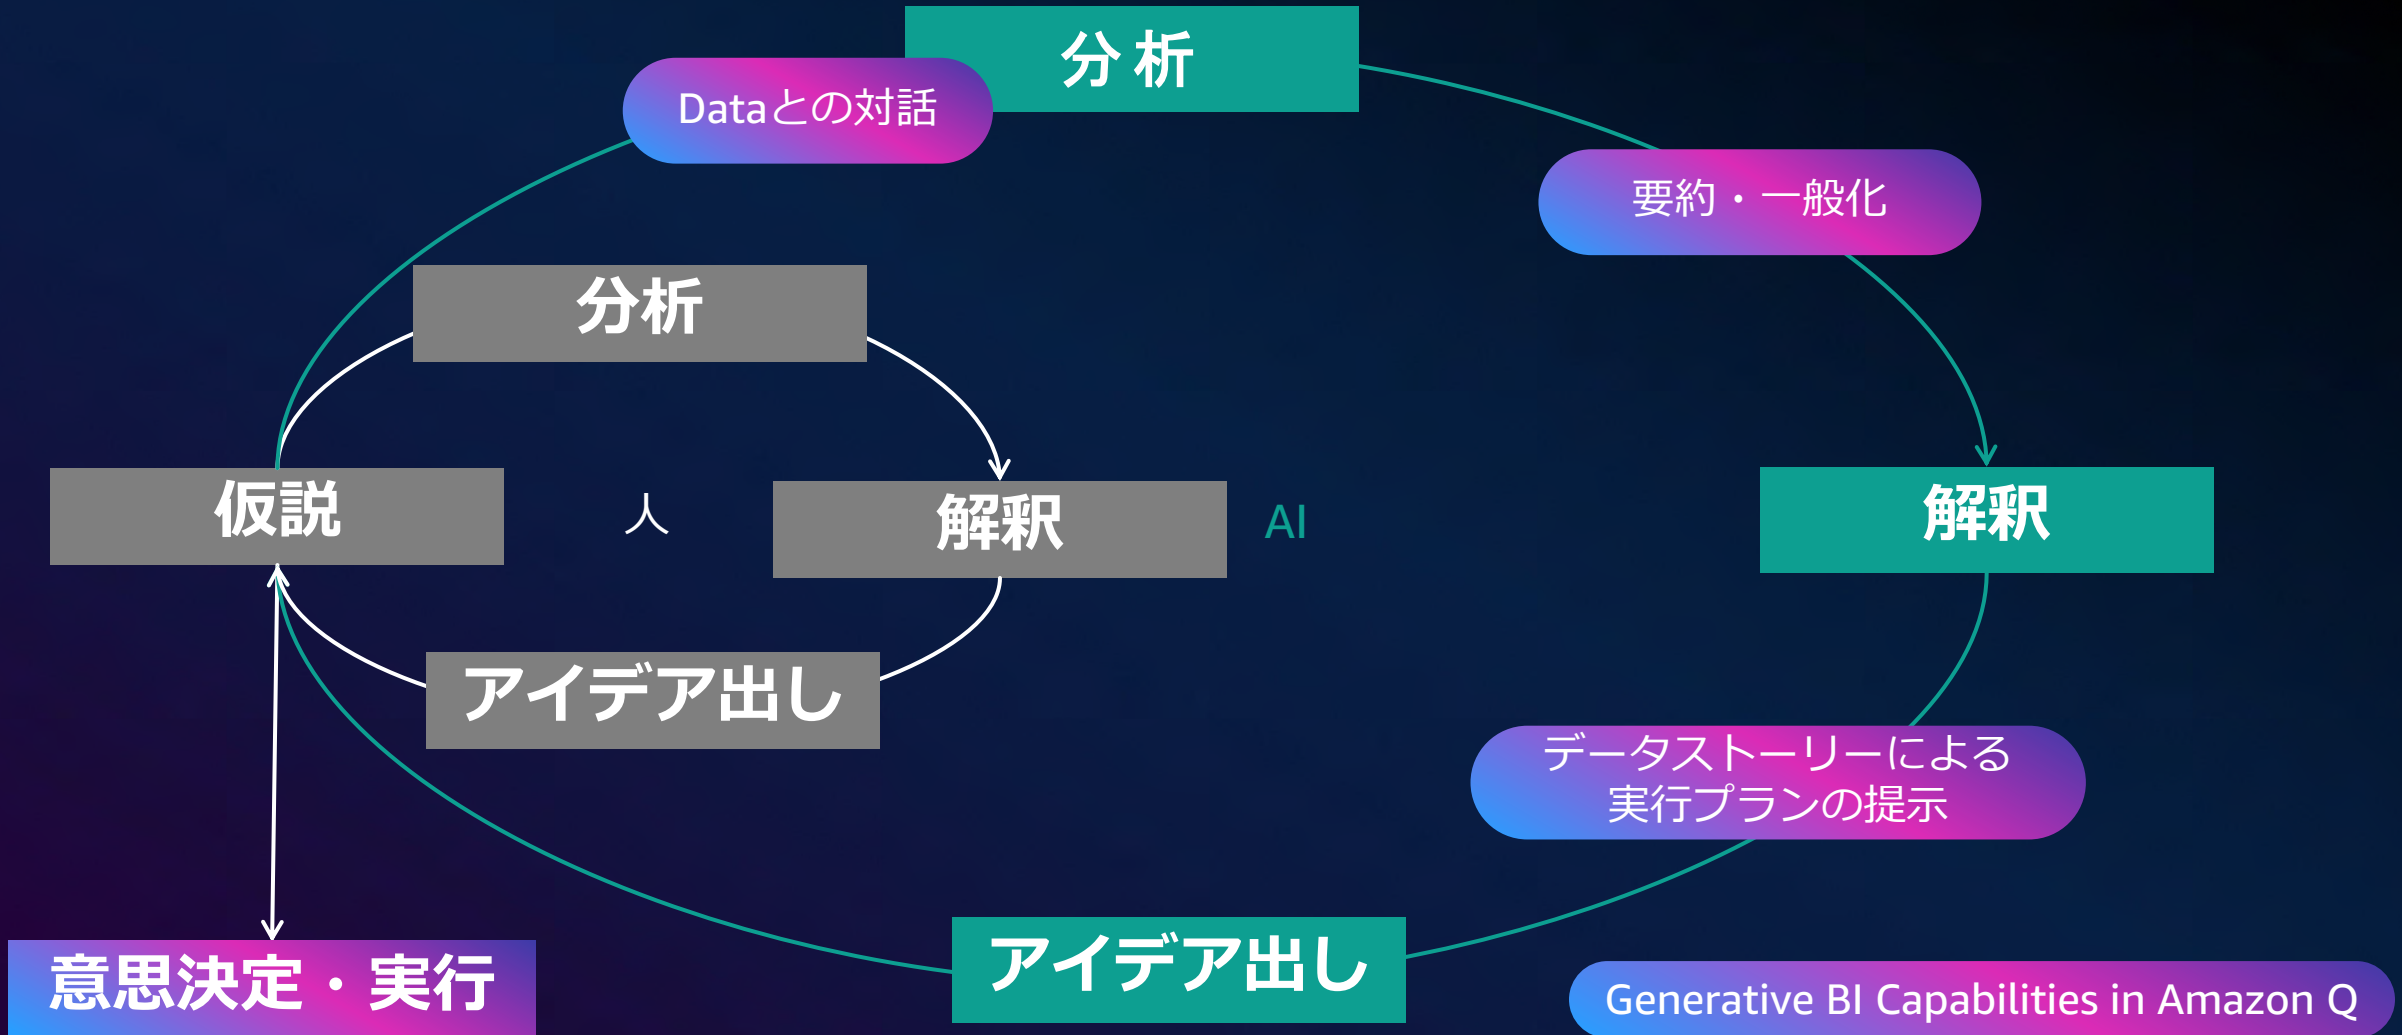 分析
Dataとの対話
要約・一般化
分析
仮説
人
解釈
AI
解釈
アイデア出し
データストーリーによる
実行プランの提示
アイデア出し
意思決定・実行
Generative BI Capabilities in Amazon Q